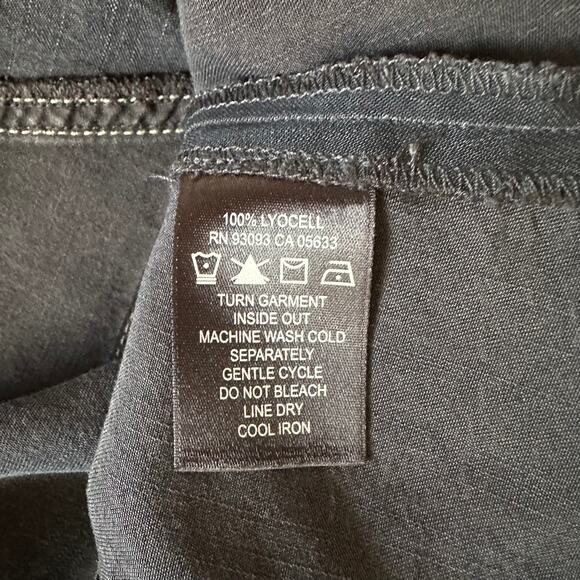 100% LYOCELL
RN 93093 CA 05633
TURN GARMENT
INSIDE OUT
MACHINE WASH COLD
SEPARATELY
GENTLE CYCLE
DO NOT BLEACH
LINE DRY
COOL IRON